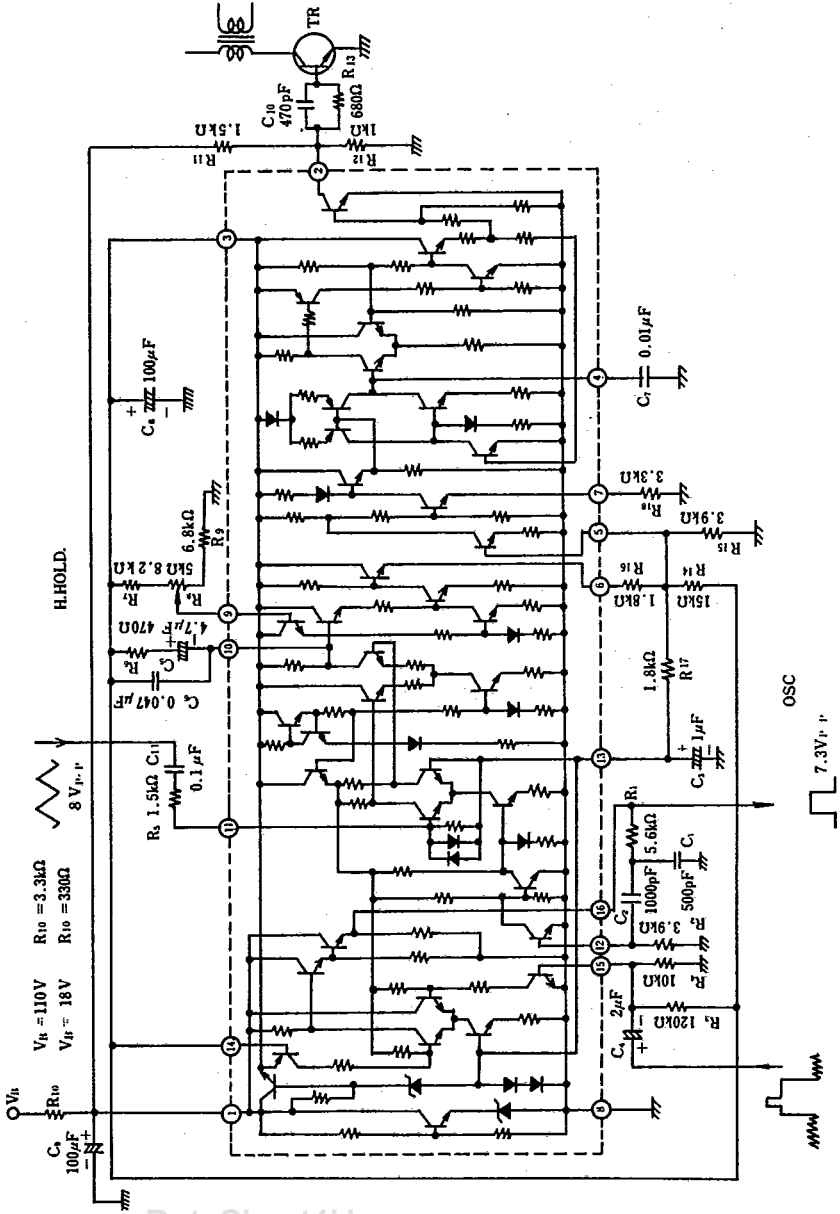 VB
R10
VB = 110V R10 = 3.3kΩ
VB = 18V R10 = 330Ω
8 VP-P
H.HOLD.
C9
100μF
+
−
R5 1.5kΩ C11
0.1μF
C6 0.047μF
R6 470Ω
C5 4.7μF
+
−
R7 8.2kΩ
R8 5kΩ
6.8kΩ
R9
C8 100μF
+
−
R11
1.5kΩ
R12
1kΩ
C10
470pF
680Ω
R13
TR
1
14
11
10
9
3
2
8
15
12
16
13
6
5
7
4
C4
2μF
−
+
R3 120kΩ
R4
10kΩ
R2
3.9kΩ
C2
1000pF
500pF
C1
5.6kΩ
R1
C3 1μF
+
−
1.8kΩ
R17
R16
1.8kΩ
R14
15kΩ
R15
3.9kΩ
R18
3.3kΩ
C7 0.01μF
OSC
7.3VP-P